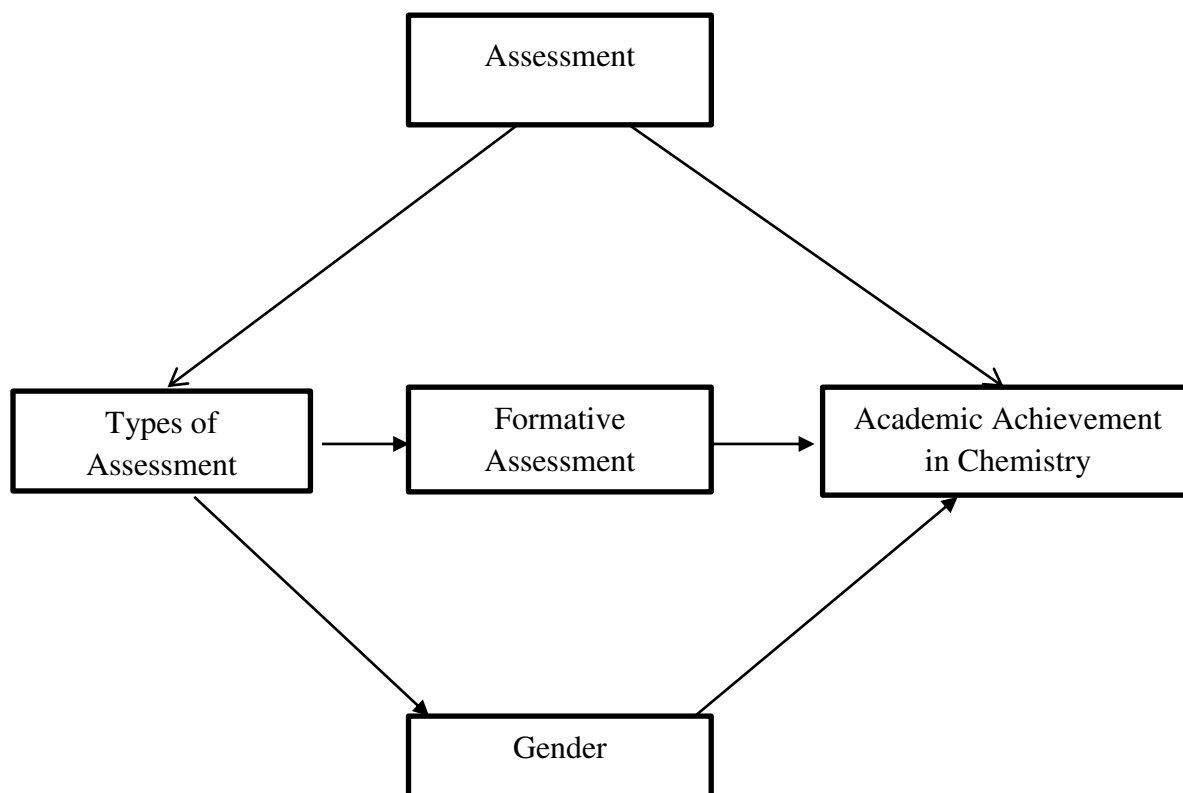 Assessment
Types of
Assessment
Formative
Assessment
Academic Achievement
in Chemistry
Gender